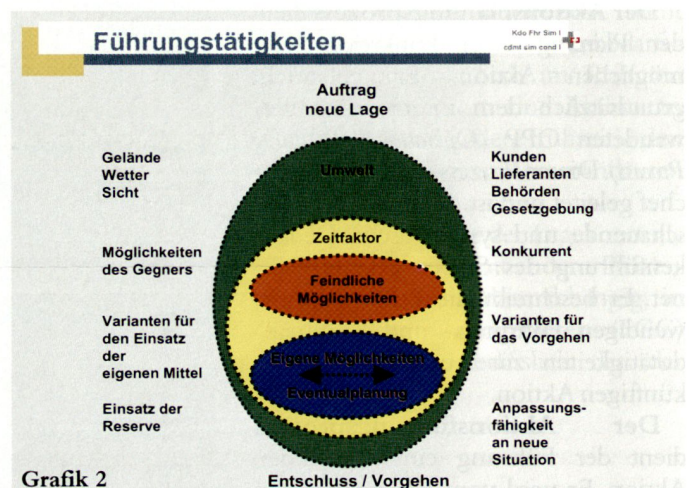 Führungstätigkeiten
Kdo Fhr Sim I
cdmt sim cond I
Auftrag
neue Lage
Gelände
Wetter
Sicht
Umwelt
Kunden
Lieferanten
Behörden
Gesetzgebung
Möglichkeiten
des Gegners
Zeitfaktor
Feindliche
Möglichkeiten
Konkurrent
Varianten für
den Einsatz
der
eigenen Mittel
Eigene Möglichkeiten
Eventualplanung
Varianten für
das Vorgehen
Einsatz der
Reserve
Anpassungs-
fähigkeit
an neue
Situation
Entschluss / Vorgehen
Grafik 2